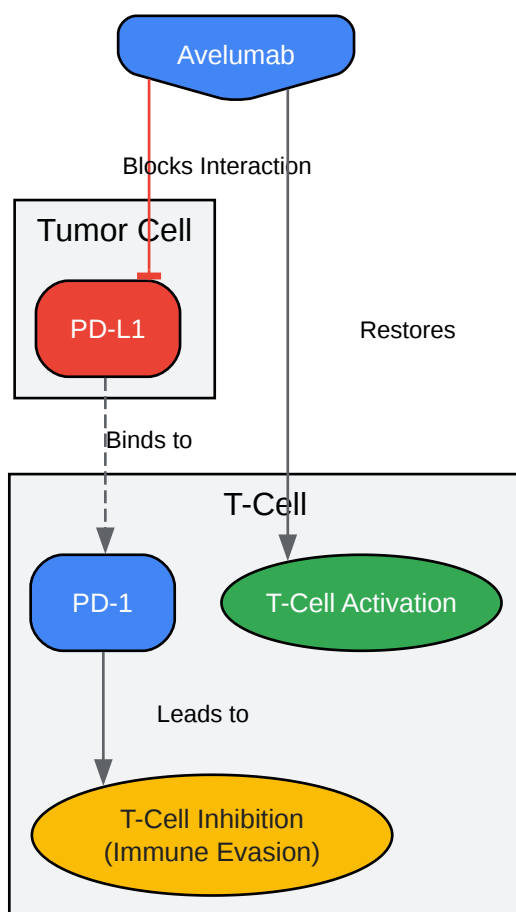 Avelumab
Blocks Interaction
Tumor Cell
PD-L1
Restores
Binds to
T-Cell
PD-1
T-Cell Activation
Leads to
T-Cell Inhibition
(Immune Evasion)